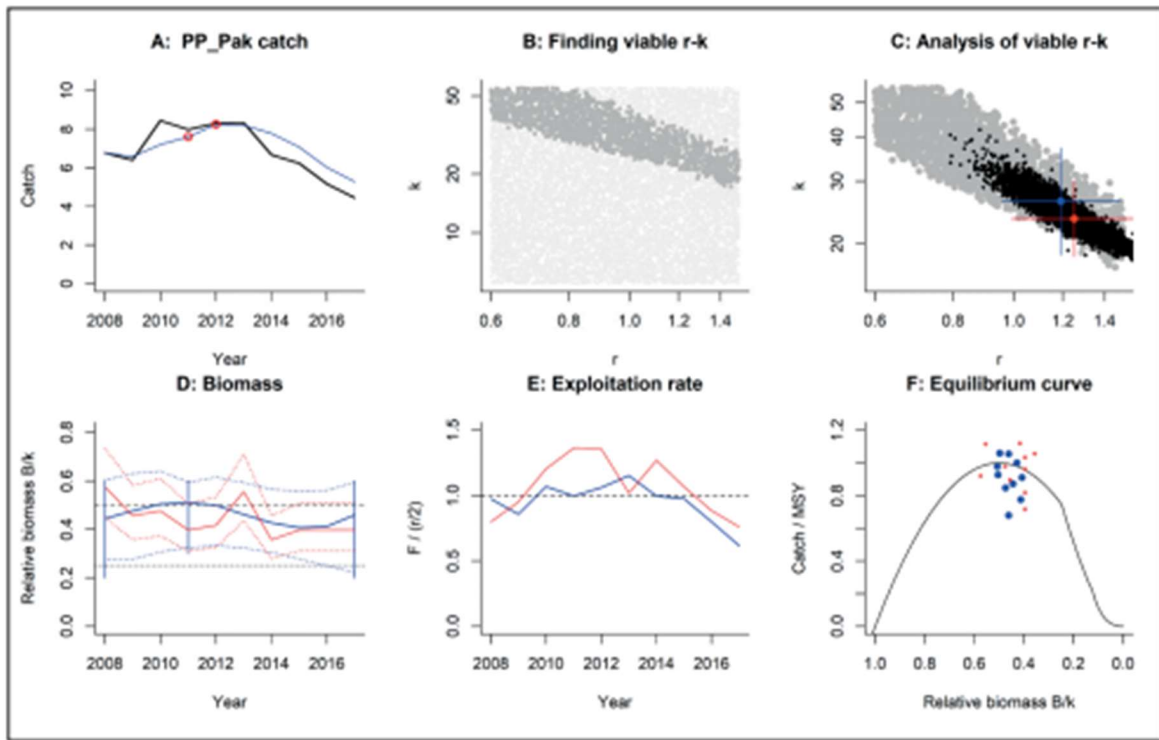 A: PP_Pak catch
Catch
10
8
6
4
2
0
2008 2010 2012 2014 2016
Year
B: Finding viable r-k
k
50
20
10
0.6 0.8 1.0 1.2 1.4
r
C: Analysis of viable r-k
k
50
40
30
20
0.6 0.8 1.0 1.2 1.4
r
D: Biomass
Relative biomass B/k
0.8
0.6
0.4
0.2
0.0
2008 2010 2012 2014 2016
Year
E: Exploitation rate
F / (r/2)
1.5
1.0
0.5
0.0
2008 2010 2012 2014 2016
Year
F: Equilibrium curve
Catch / MSY
1.2
0.8
0.4
0.0
1.0 0.8 0.6 0.4 0.2 0.0
Relative biomass B/k